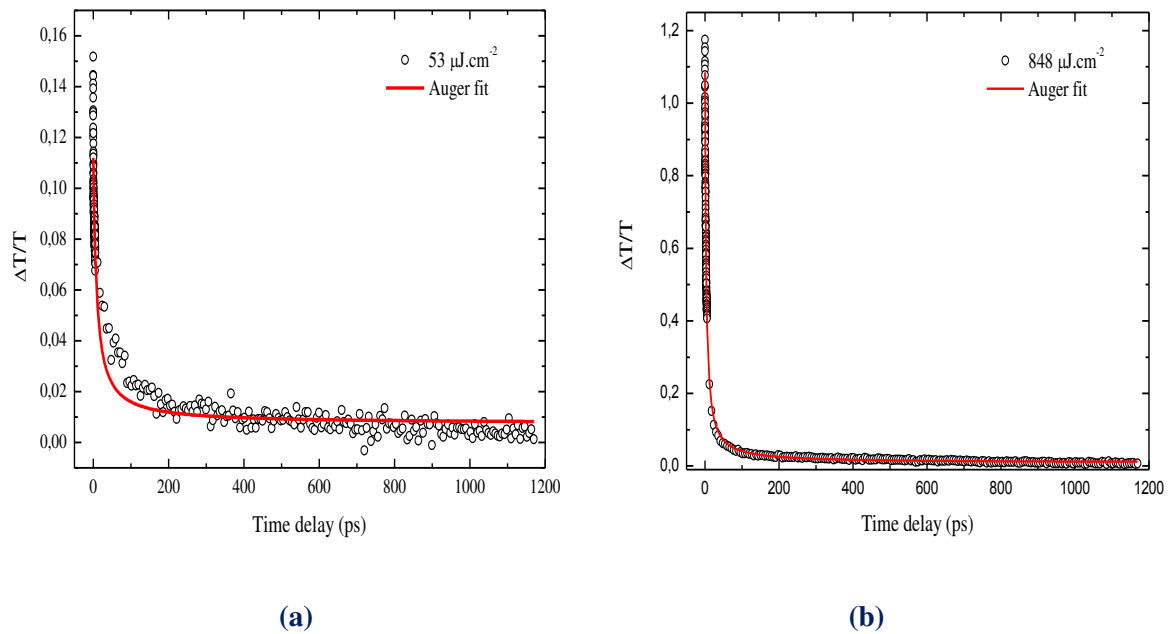 0,16
0,14
0,12
0,10
0,08
0,06
0,04
0,02
0,00
ΔT/T
53 μJ.cm⁻²
Auger fit
0 200 400 600 800 1000 1200
Time delay (ps)
(a)
1,2
1,0
0,8
0,6
0,4
0,2
0,0
ΔT/T
848 μJ.cm⁻²
Auger fit
0 200 400 600 800 1000 1200
Time delay (ps)
(b)